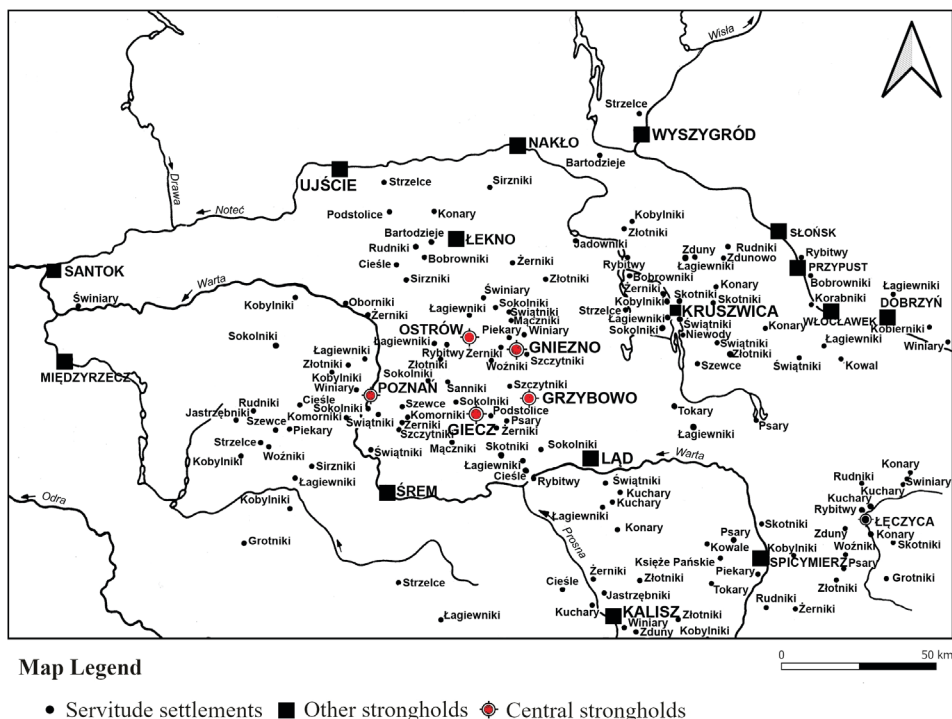 Wisła
Strzelce
WYSZYGRÓD
NAKŁO
Bartodzieje
UJŚCIE
Strzelce
Sirzniki
Drawa
Noteć
Podstolice
Konary
Kobylniki
Złotniki
Bartodzieje
ŁEKNO
Jadowniki
SŁOŃSK
Rudniki
Bobrowniki
Zduny
Rudniki
Zdunowo
Łagiewniki
Rybitwy
Cieśle
Żerniki
Rybitwy
PRZYPUST
SANTOK
Sirzniki
Złotniki
Bobrowniki
Bobrowniki
Warta
Żerniki
Konary
Łagiewniki
Świniary
Kobylniki
Oborniki
Świniary
Kobylniki
Skotniki
Skotniki
Korabniki
DOBRZYŃ
Żerniki
Łagiewniki
Sokolniki
Świątniki
Mączniki
Strzelce
KRUSZWICA
WŁOCŁAWEK
Łagiewniki
Świątniki
Konary
Kobierniki
Sokolniki
OSTRÓW
Piekary
Winiary
Sokolniki
Niewody
Łagiewniki
Rybitwy
Żerniki
GNIEZNO
Świątniki
Łagiewniki
Winiary
MIĘDZYRZECZ
Łagiewniki
Złotniki
Szczytniki
Złotniki
Złotniki
Woźniki
Szewce
Świątniki
Kowal
Kobylniki
Sokolniki
Winiary
POZNAŃ
Sanniki
Szczytniki
Cieśle
Szewce
Sokolniki
GRZYBOWO
Rudniki
Sokolniki
Jastrzębniki
Komorniki
Komorniki
Podstolice
Tokary
Szewce
Świątniki
Żerniki
GIECZ
Psary
Psary
Piekary
Szczytniki
Żerniki
Łagiewniki
Strzelce
Mączniki
Woźniki
Świątniki
Skotniki
Sokolniki
Kobylniki
Sirzniki
Łagiewniki
LĄD
Warta
Łagiewniki
Cieśle
Rybitwy
Świątniki
Konary
Rudniki
Świniary
ŚREM
Kuchary
Kuchary
Odra
Kobylniki
Kuchary
Łagiewniki
Rybitwy
ŁĘCZYCA
Konary
Skotniki
Grotniki
Psary
Zduny
Konary
Prosna
Kowale
Kobylniki
Woźniki
Skotniki
Księże Pańskie
SPICYMIERZ
Psary
Żerniki
Piekary
Strzelce
Cieśle
Złotniki
Tokary
Złotniki
Grotniki
Jastrzębniki
Rudniki
Kuchary
KALISZ
Żerniki
Łagiewniki
Winiary
Złotniki
Zduny
Kobylniki
Map Legend
0 50 km
Servitude settlements Other strongholds Central strongholds